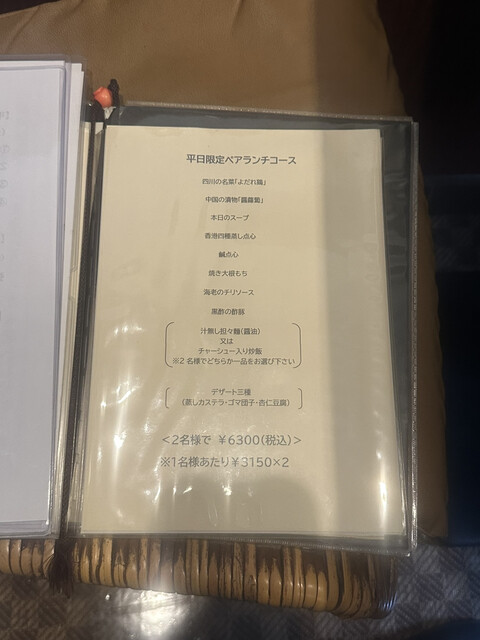 平日限定ペアランチコース
四川の名菜「よだれ鶏」
中国の漬物「醤蘿蔔」
本日のスープ
香港四種蒸し点心
鹹点心
焼き大根もち
海老のチリソース
黒酢の酢豚
汁無し担々麺(醤油)
又は
チャーシュー入り炒飯
※2名様でどちらか一品をお選び下さい
デザート三種
(蒸しカステラ・ゴマ団子・杏仁豆腐)
<2名様で ¥6300(税込)>
※1名様あたり¥3150×2